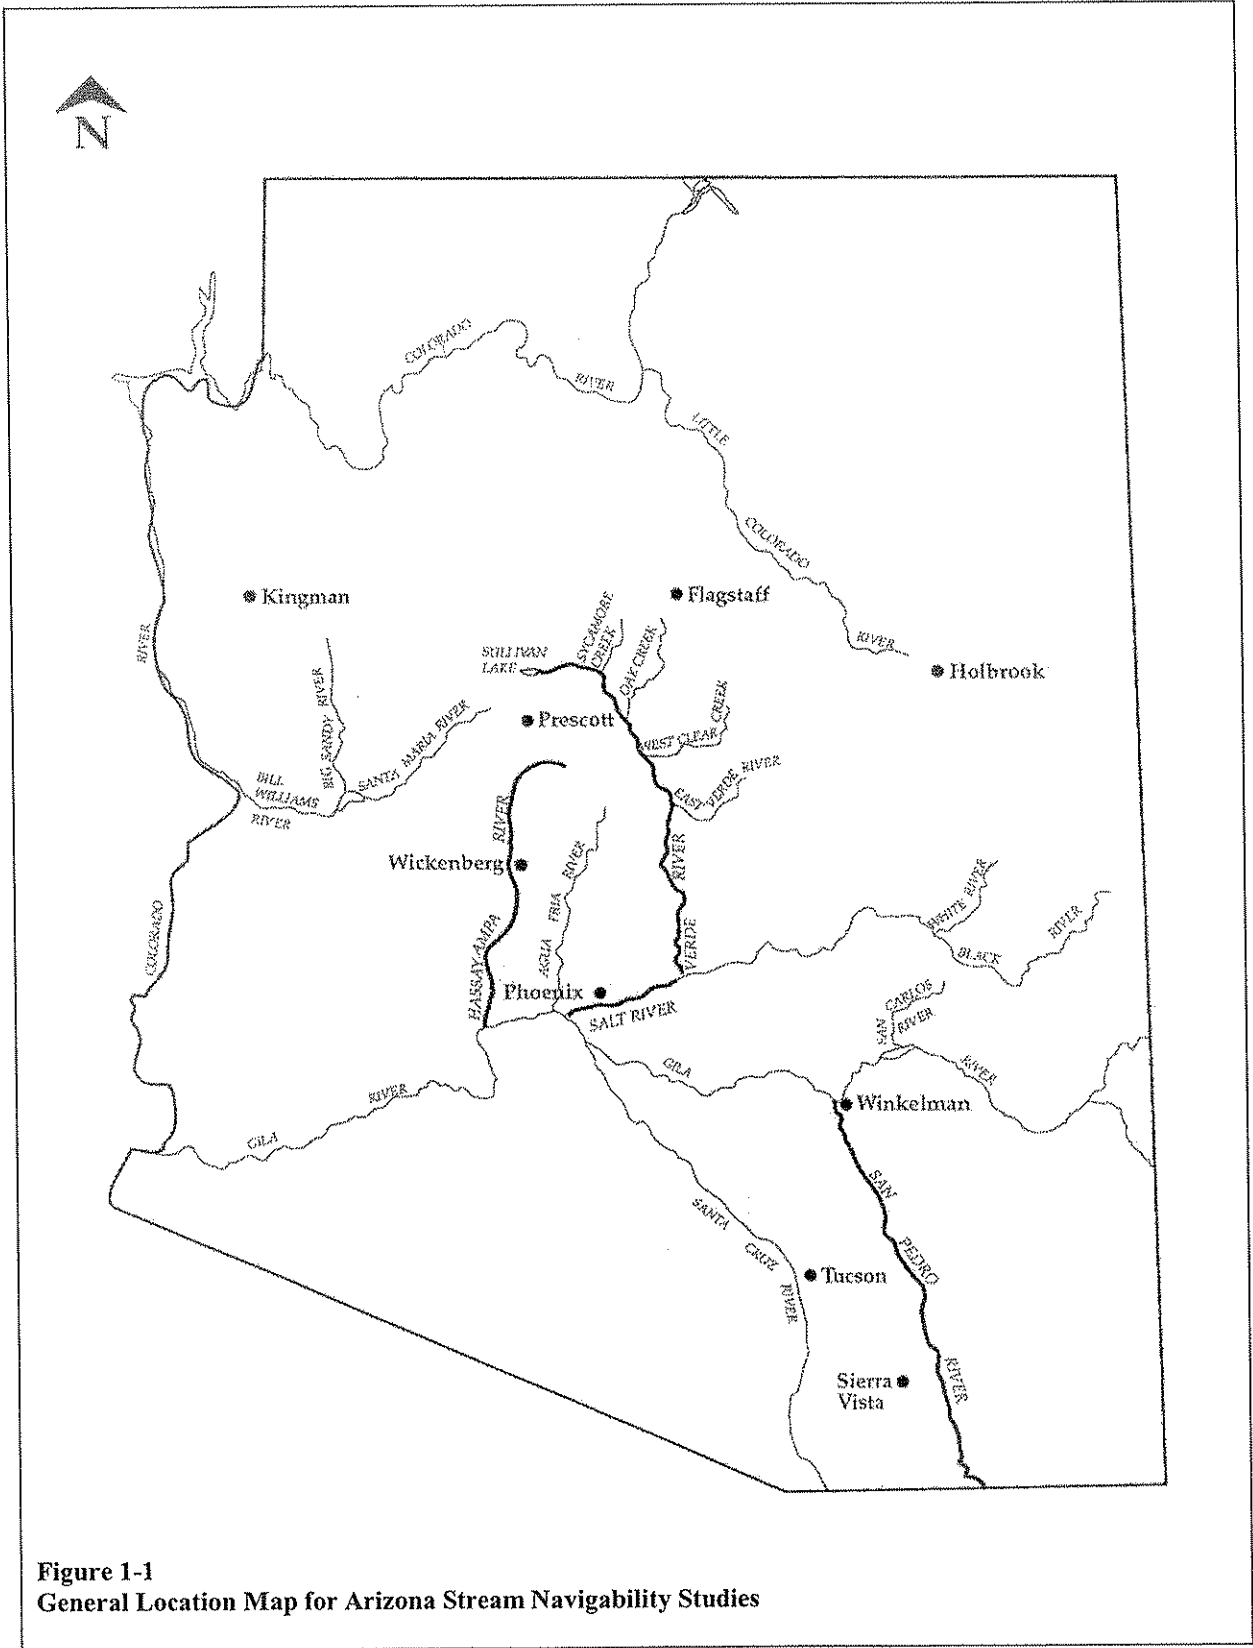 N
COLORADO
RIVER
LITTLE
COLORADO
RIVER
Kingman
Flagstaff
Holbrook
SYCAMORE
CREEK
OAK CREEK
SULLIVAN
LAKE
Prescott
WEST CLEAR CREEK
EAST VERDE RIVER
RIVER
BIG SANDY RIVER
SANTA MARIA RIVER
BILL
WILLIAMS
RIVER
Wickenberg
HASSAYAMPA RIVER
AGUA FRIA RIVER
VERDE RIVER
WHITE RIVER
BLACK RIVER
COLORADO
Phoenix
SALT RIVER
SAN CARLOS
RIVER
GILA
RIVER
Winkelman
GILA RIVER
SAN PEDRO RIVER
SANTA CRUZ RIVER
Tucson
Sierra
Vista
Figure 1-1
General Location Map for Arizona Stream Navigability Studies